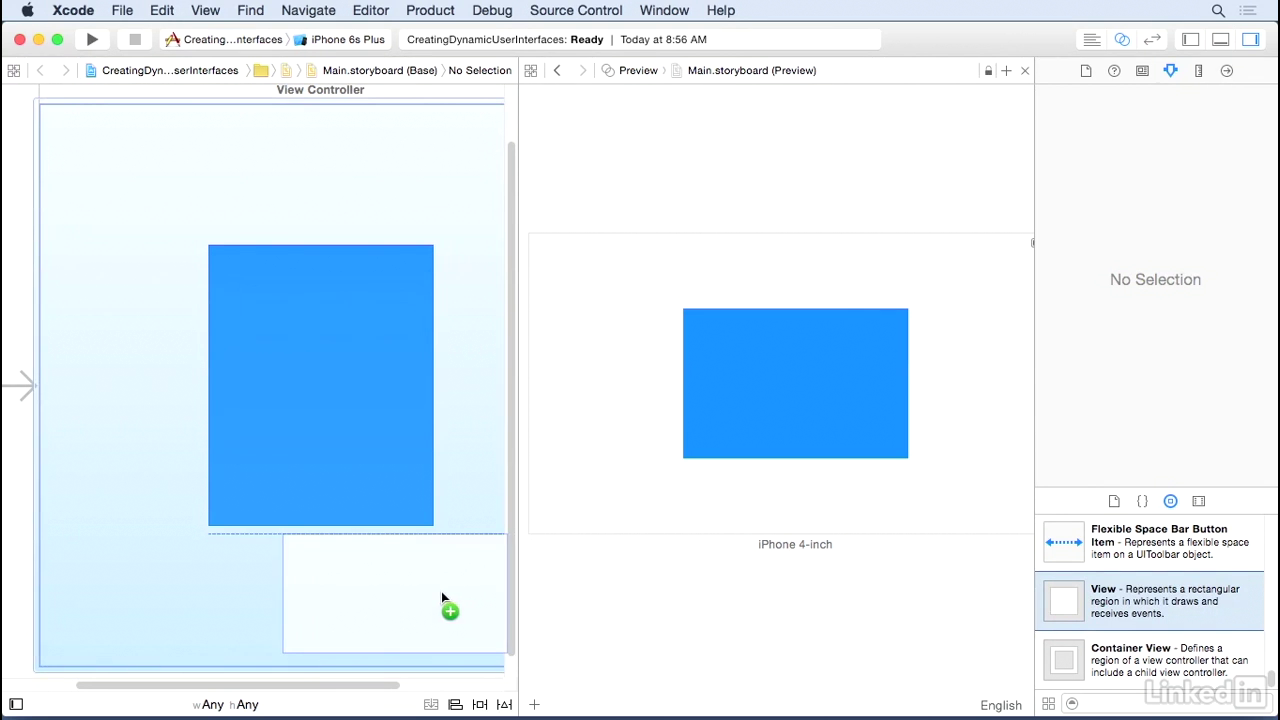 Xcode File Edit View Find Navigate Editor Product Debug Source Control Window Help
Creating...nterfaces iPhone 6s Plus CreatingDynamicUserInterfaces: Ready | Today at 8:56 AM
CreatingDyn...serInterfaces Main.storyboard (Base) No Selection Preview Main.storyboard (Preview)
View Controller
No Selection
iPhone 4-inch
Flexible Space Bar Button
Item - Represents a flexible space
item on a UIToolbar object.
View - Represents a rectangular
region in which it draws and
receives events.
Container View - Defines a
region of a view controller that can
include a child view controller.
wAny hAny
English
LinkedIn